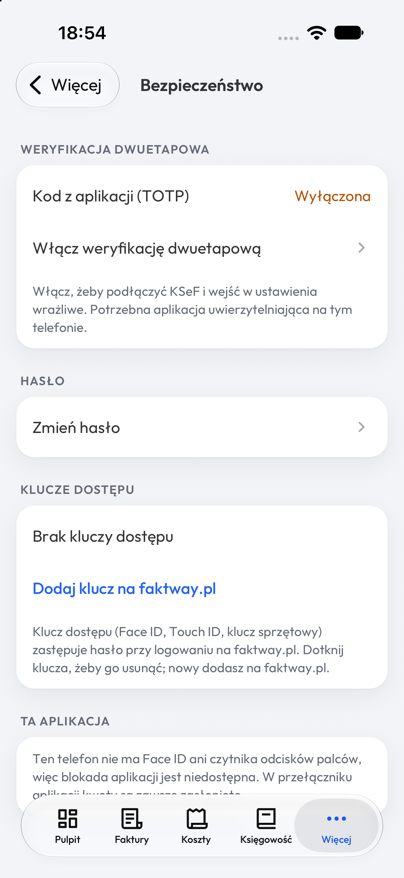 18:54
Więcej
Bezpieczeństwo
WERYFIKACJA DWUETAPOWA
Kod z aplikacji (TOTP)
Wyłączona
Włącz weryfikację dwuetapową
Włącz, żeby podłączyć KSeF i wejść w ustawienia
wrażliwe. Potrzebna aplikacja uwierzytelniająca na tym
telefonie.
HASŁO
Zmień hasło
KLUCZE DOSTĘPU
Brak kluczy dostępu
Dodaj klucz na faktway.pl
Klucz dostępu (Face ID, Touch ID, klucz sprzętowy)
zastępuje hasło przy logowaniu na faktway.pl. Dotknij
klucza, żeby go usunąć; nowy dodasz na faktway.pl.
TA APLIKACJA
Ten telefon nie ma Face ID ani czytnika odcisków palców,
więc blokada aplikacji jest niedostępna. W przełączniku
Pulpit
Faktury
Koszty
Księgowość
Więcej